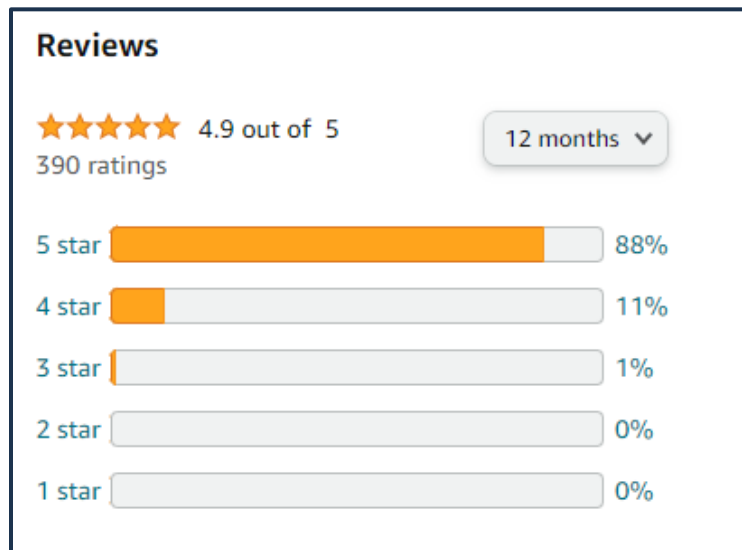 Reviews
4.9 out of 5
12 months
390 ratings
5 star 88%
4 star 11%
3 star 1%
2 star 0%
1 star 0%